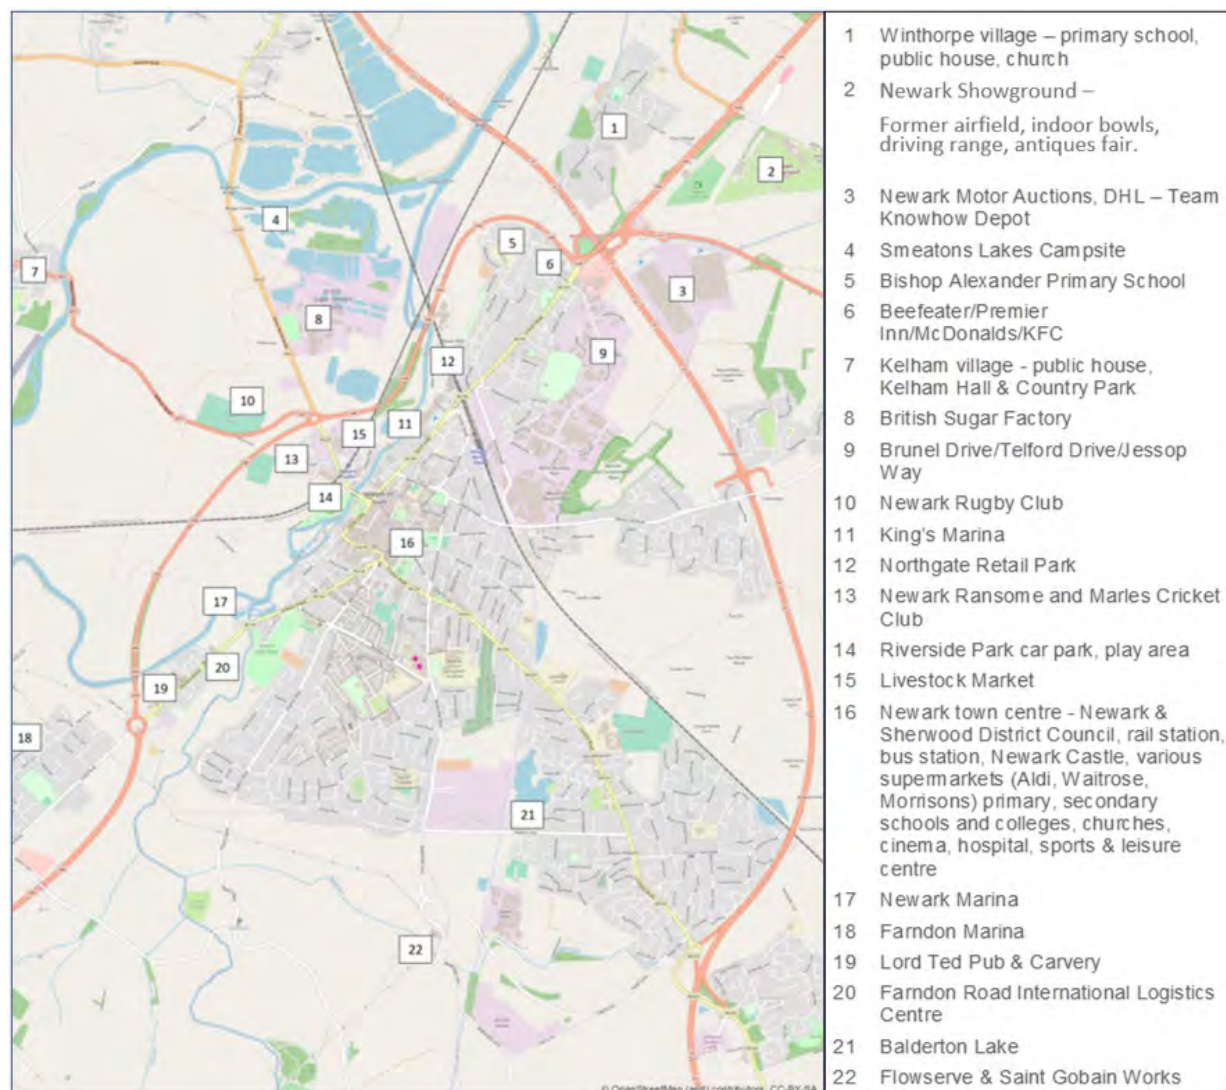 1
2
3
4
5
6
7
8
9
10
11
12
13
14
15
16
17
18
19
20
21
22
© OpenStreetMap (and) contributors, CC-BY-SA
1 Winthorpe village – primary school,
public house, church
2 Newark Showground –
Former airfield, indoor bowls,
driving range, antiques fair.
3 Newark Motor Auctions, DHL – Team
Knowhow Depot
4 Smeatons Lakes Campsite
5 Bishop Alexander Primary School
6 Beefeater/Premier
Inn/McDonalds/KFC
7 Kelham village - public house,
Kelham Hall & Country Park
8 British Sugar Factory
9 Brunel Drive/Telford Drive/Jessop
Way
10 Newark Rugby Club
11 King's Marina
12 Northgate Retail Park
13 Newark Ransome and Marles Cricket
Club
14 Riverside Park car park, play area
15 Livestock Market
16 Newark town centre - Newark &
Sherwood District Council, rail station,
bus station, Newark Castle, various
supermarkets (Aldi, Waitrose,
Morrisons) primary, secondary
schools and colleges, churches,
cinema, hospital, sports & leisure
centre
17 Newark Marina
18 Farndon Marina
19 Lord Ted Pub & Carvery
20 Farndon Road International Logistics
Centre
21 Balderton Lake
22 Flowserve & Saint Gobain Works